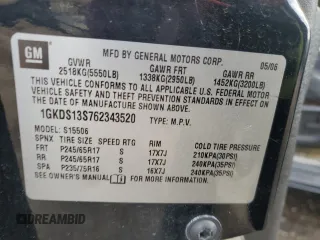 GM
MFD BY GENERAL MOTORS CORP.
05/06
GVWR GAWR FRT GAWR RR
2518KG(5550LB) 1338KG(2950LB) 1452KG(3200LB)
THIS VEHICLE CONFORMS TO ALL APPLICABLE U.S. FEDERAL
MOTOR VEHICLE SAFETY, BUMPER, AND THEFT PREVENTION
STANDARDS IN EFFECT ON THE DATE OF MANUFACTURE SHOWN ABOVE.
1GKDS13S762343520 TYPE: M.P.V.
MODEL: S15506
SPNX TIRE SIZE SPEED RTG RIM COLD TIRE PRESSURE
FRT P245/65R17 S 17X7J 210KPA(30PSI)
RR P245/65R17 S 17X7J 240KPA(35PSI)
SPA P235/75R16 S 16X7J 240KPA(35PSI)
SEE OWNER'S MANUAL FOR MORE INFORMATION.
DREAMBID